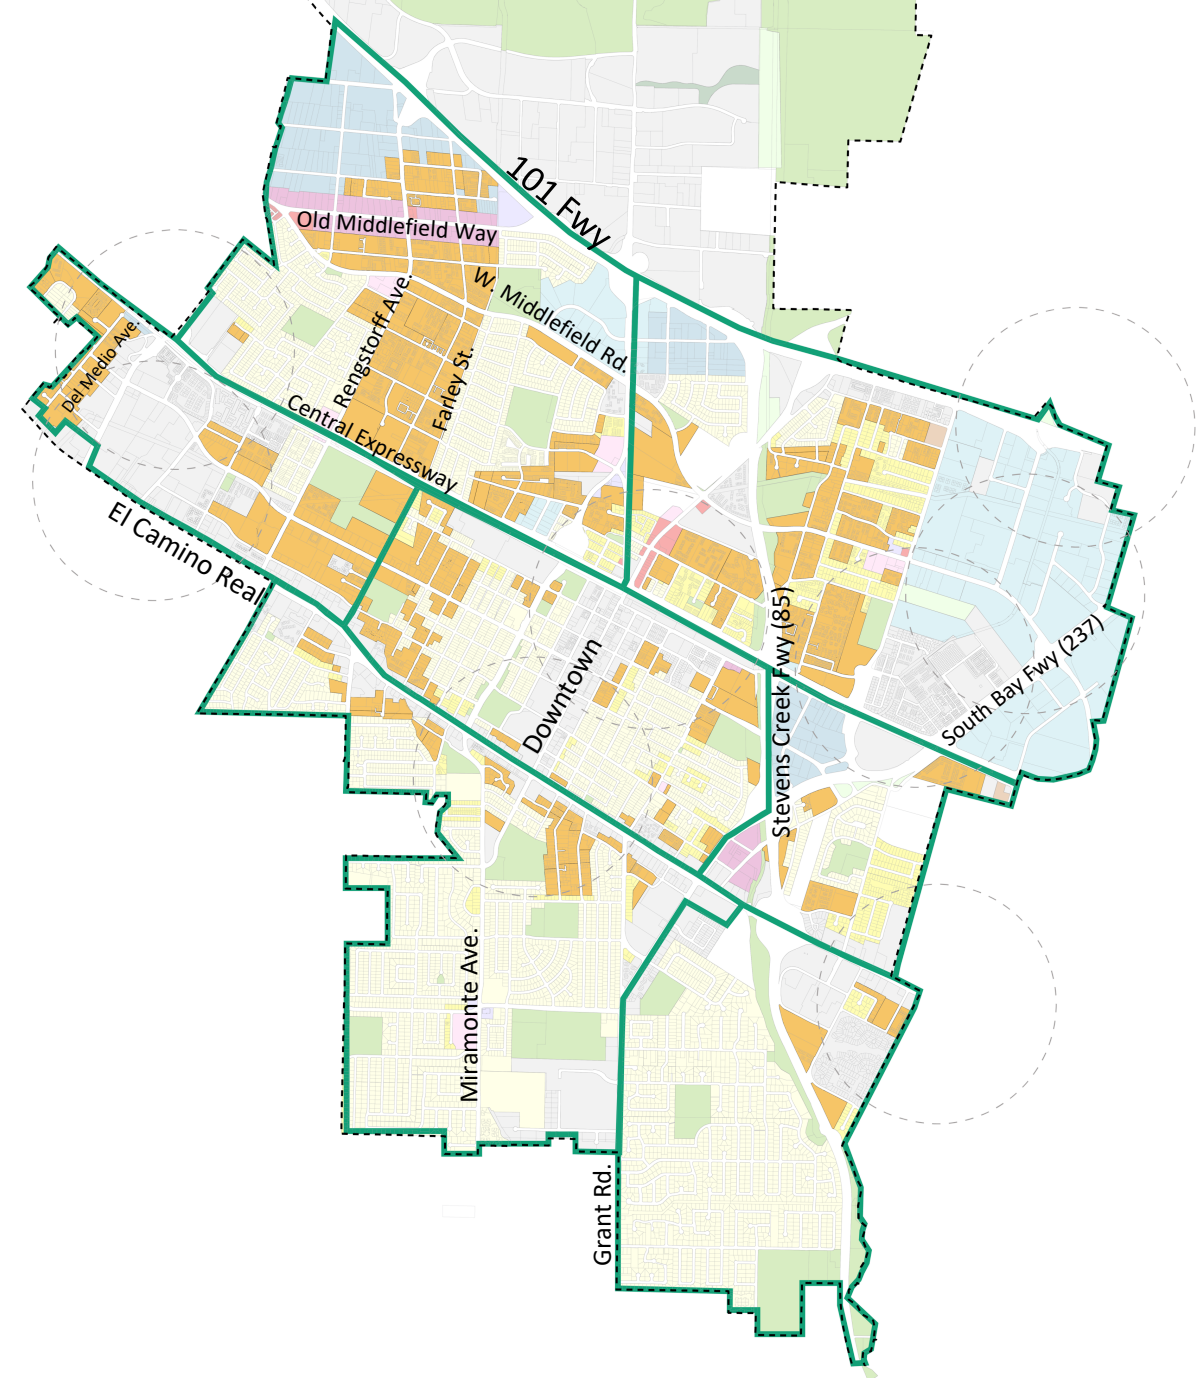 101 Fwy
Old Middlefield Way
W. Middlefield Rd.
Rengstorff Ave.
Del Medio Ave.
Farley St.
Central Expressway
El Camino Real
Downtown
Stevens Creek Fwy (85)
South Bay Fwy (237)
Miramonte Ave.
Grant Rd.